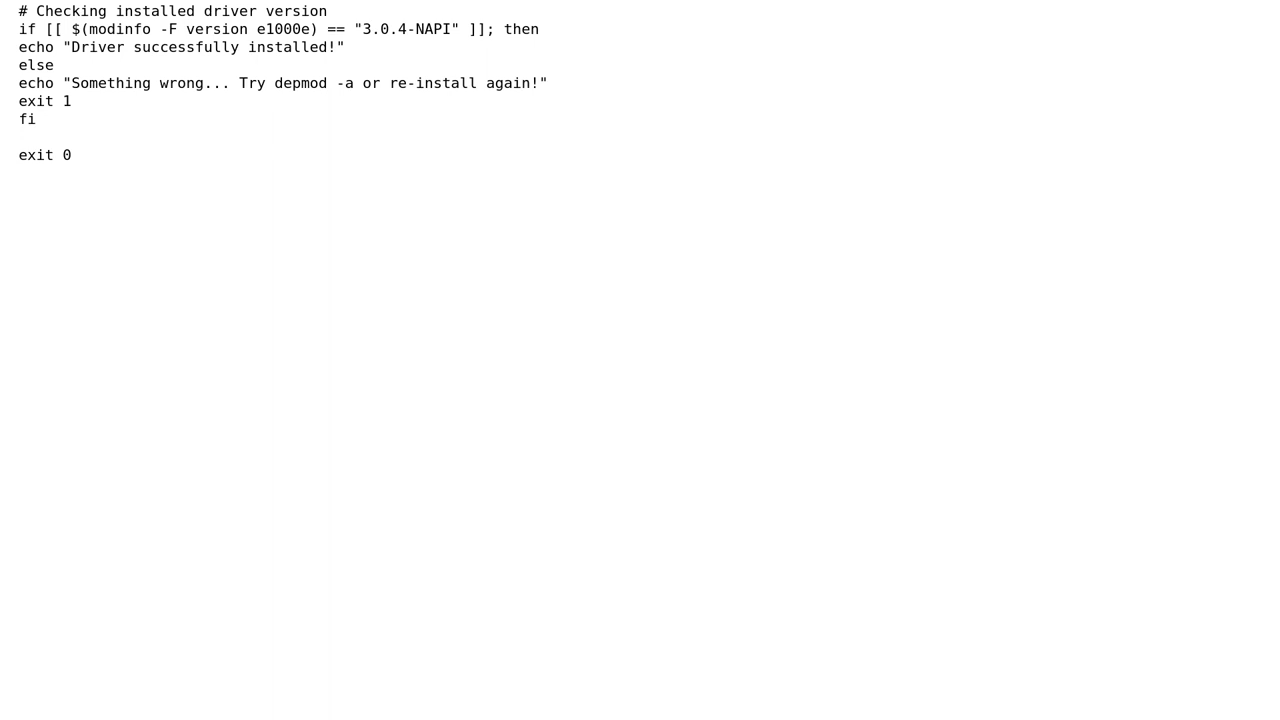 # Checking installed driver version
if [[ $(modinfo -F version e1000e) == "3.0.4-NAPI" ]]; then
echo "Driver successfully installed!"
else
echo "Something wrong... Try depmod -a or re-install again!"
exit 1
fi

exit 0